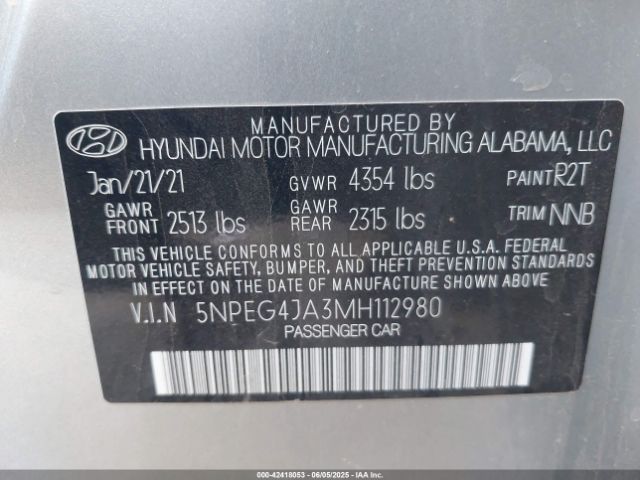 MANUFACTURED BY
HYUNDAI MOTOR MANUFACTURING ALABAMA, LLC
Jan/21/21 GVWR 4354 lbs PAINT R2T
GAWR FRONT 2513 lbs GAWR REAR 2315 lbs TRIM NNB
THIS VEHICLE CONFORMS TO ALL APPLICABLE U.S.A. FEDERAL
MOTOR VEHICLE SAFETY, BUMPER, AND THEFT PREVENTION STANDARDS
IN EFFECT ON THE DATE OF MANUFACTURE SHOWN ABOVE
V.I.N 5NPEG4JA3MH112980
PASSENGER CAR
000-42418053 - 06/05/2025 - IAAI.COM